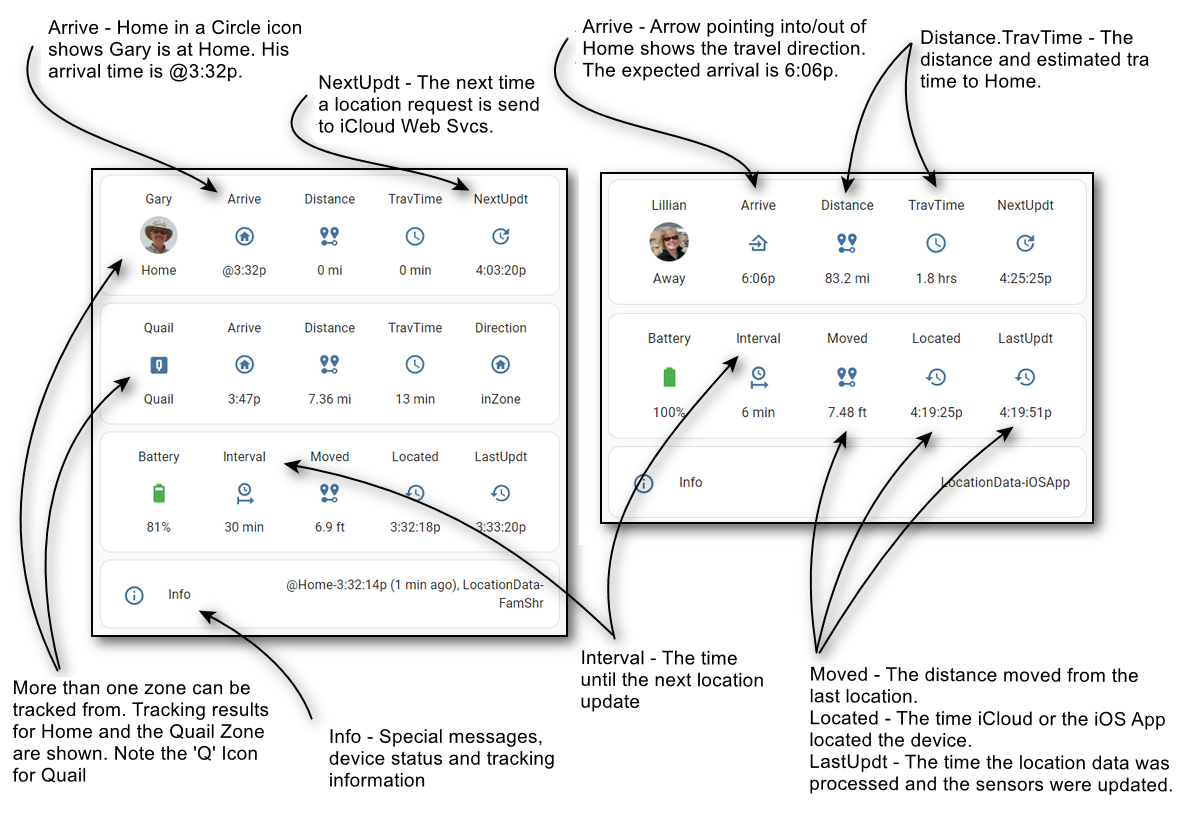 Arrive - Home in a Circle icon
shows Gary is at Home. His
arrival time is @3:32p.
NextUpdt - The next time
a location request is send
to iCloud Web Svcs.
Arrive - Arrow pointing into/out of
Home shows the travel direction.
The expected arrival is 6:06p.
Distance.TravTime - The
distance and estimated tra
time to Home.
Gary Arrive Distance TravTime NextUpdt
Home @3:32p 0 mi 0 min 4:03:20p
Quail Arrive Distance TravTime Direction
Q
Quail 3:47p 7.36 mi 13 min inZone
Battery Interval Moved Located LastUpdt
81% 30 min 6.9 ft 3:32:18p 3:33:20p
Info @Home-3:32:14p (1 min ago), LocationData-
FamShr
Lillian Arrive Distance TravTime NextUpdt
Away 6:06p 83.2 mi 1.8 hrs 4:25:25p
Battery Interval Moved Located LastUpdt
100% 6 min 7.48 ft 4:19:25p 4:19:51p
Info LocationData-iOSApp
More than one zone can be
tracked from. Tracking results
for Home and the Quail Zone
are shown. Note the 'Q' Icon
for Quail
Info - Special messages,
device status and tracking
information
Interval - The time
until the next location
update
Moved - The distance moved from the
last location.
Located - The time iCloud or the iOS App
located the device.
LastUpdt - The time the location data was
processed and the sensors were updated.